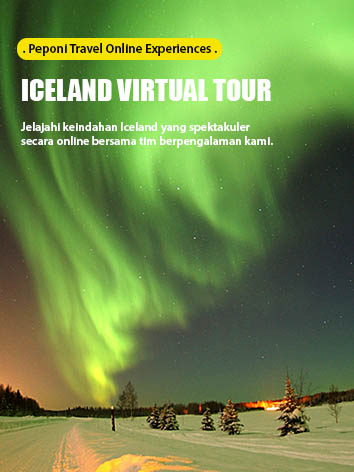 . Peponi Travel Online Experiences .
ICELAND VIRTUAL TOUR
Jelajahi keindahan Iceland yang spektakuler
secara online bersama tim berpengalaman kami.